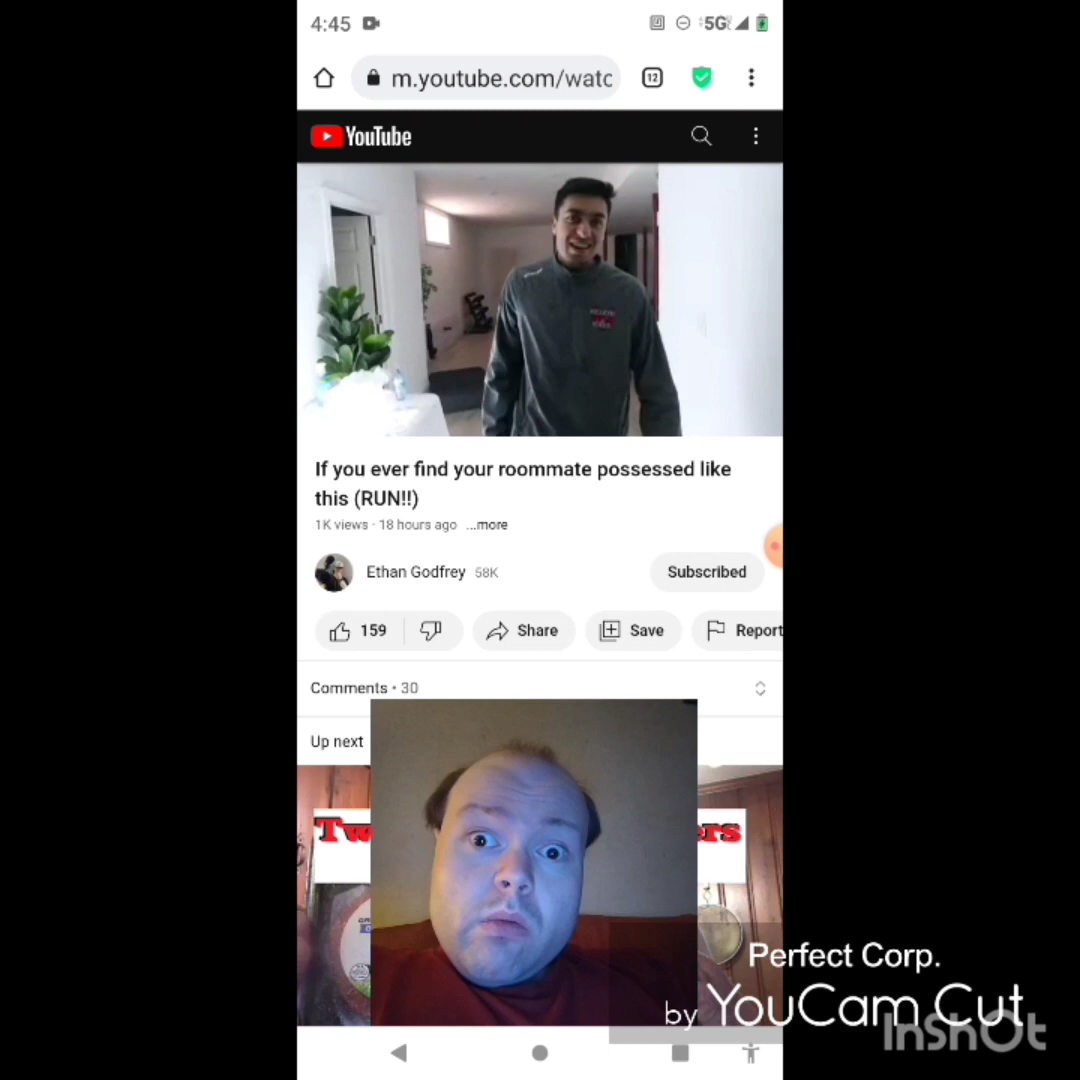 4:45
5G
m.youtube.com/watc
12
YouTube
If you ever find your roommate possessed like
this (RUN!!)
1K views · 18 hours ago ...more
Ethan Godfrey 58K
Subscribed
159
Share
Save
Report
Comments • 30
Up next
Tw
ers
Perfect Corp.
by YouCam Cut
InShOt